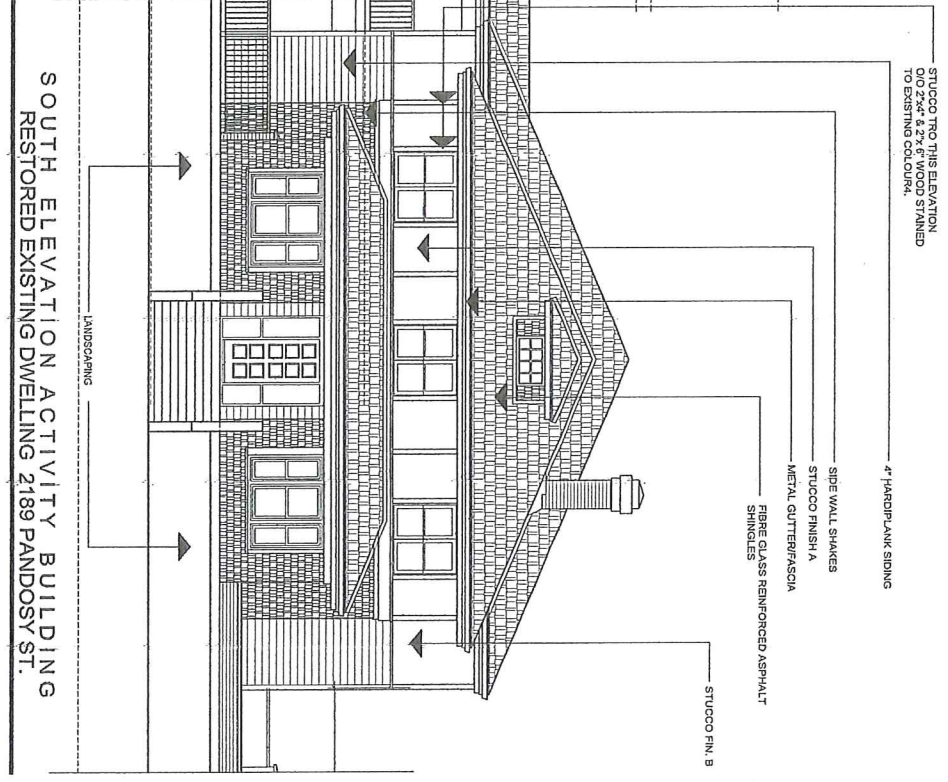 STUCCO TRO THIS ELEVATION
O/O 2"x4" & 2"x 6" WOOD STAINED
TO EXISTING COLOUR4.
4" HARDIPLANK SIDING
SIDE WALL SHAKES
STUCCO FINISH A
METAL GUTTER/FASCIA
FIBRE GLASS REINFORCED ASPHALT
SHINGLES
STUCCO FIN. B
LANDSCAPING
SOUTH ELEVATION ACTIVITY BUILDING
RESTORED EXISTING DWELLING 2189 PANDOSY ST.